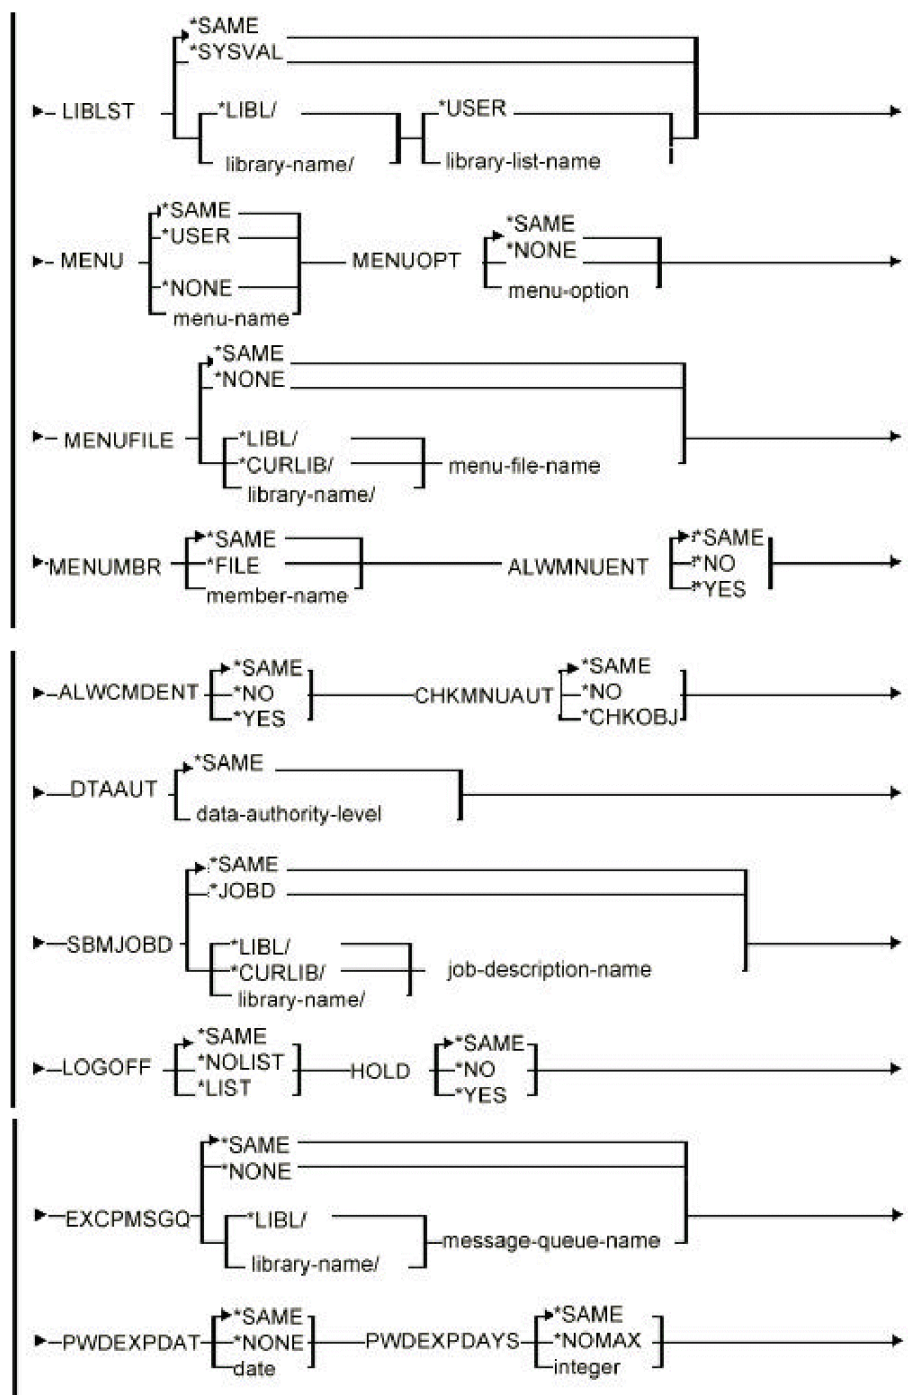 *SAME
*SYSVAL
LIBLST
*LIBL/
*USER
library-name/
library-list-name
*SAME
*USER
MENU
*NONE
menu-name
MENUOPT
*SAME
*NONE
menu-option
*SAME
*NONE
MENUFILE
*LIBL/
*CURLIB/
library-name/
menu-file-name
MENUMBR
*SAME
*FILE
member-name
ALWMNUENT
*SAME
*NO
*YES
ALWCMDENT
*SAME
*NO
*YES
CHKMNUAUT
*SAME
*NO
*CHKOBJ
DTAAUT
*SAME
data-authority-level
*SAME
*JOBD
SBMJOBD
*LIBL/
*CURLIB/
library-name/
job-description-name
LOGOFF
*SAME
*NOLIST
*LIST
HOLD
*SAME
*NO
*YES
*SAME
*NONE
EXCPMSGQ
*LIBL/
library-name/
message-queue-name
PWDEXPDAT
*SAME
*NONE
date
PWDEXPDAYS
*SAME
*NOMAX
integer